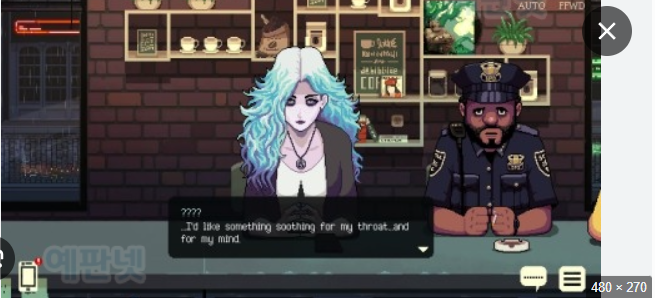 AUTO FFWD
????
...I'd like something soothing for my throat...and
for my mind.
예판넷
480 × 270